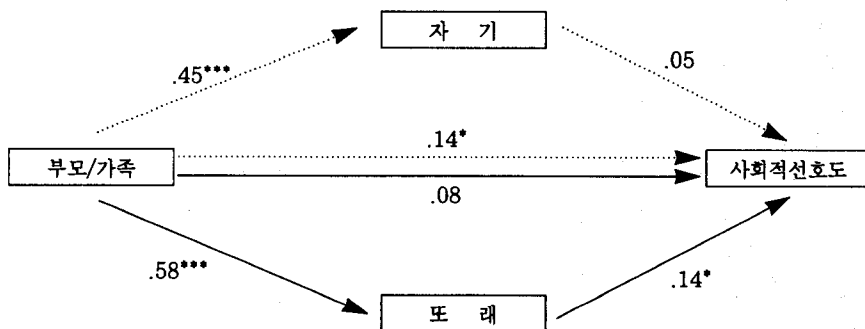 자 기
.45***
.05
.14*
부모/가족
사회적선호도
.08
.58***
.14*
또 래